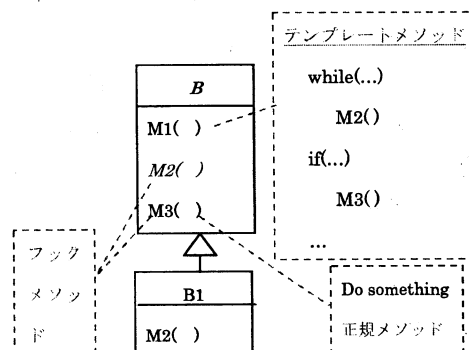 テンプレートメソッド
while(...)
M2()
if(...)
M3()
...
B
M1( )
M2( )
M3( )
フック
メソッ
ド
B1
M2( )
Do something
正規メソッド